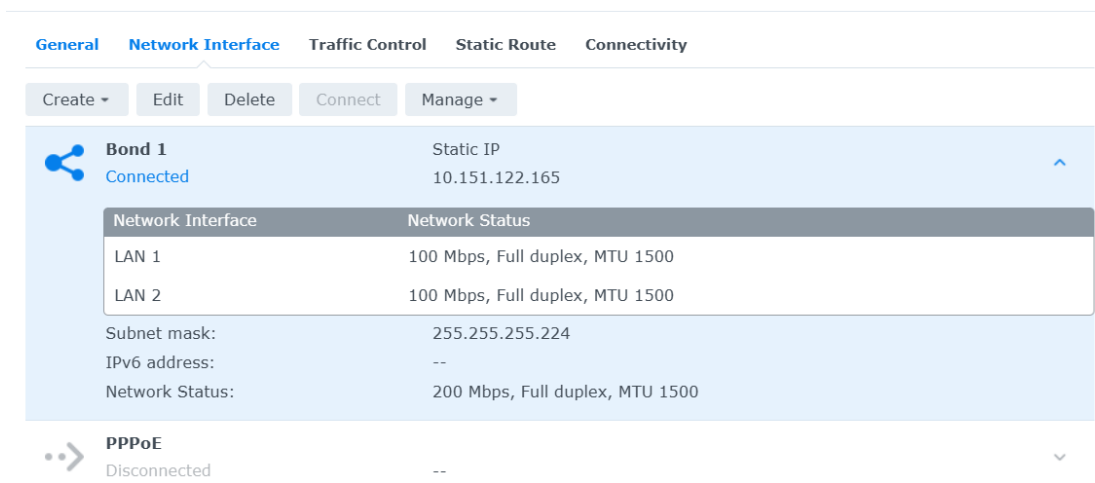 General Network Interface Traffic Control Static Route Connectivity
Create Edit Delete Connect Manage
Bond 1 Static IP
Connected 10.151.122.165
Network Interface Network Status
LAN 1 100 Mbps, Full duplex, MTU 1500
LAN 2 100 Mbps, Full duplex, MTU 1500
Subnet mask: 255.255.255.224
IPv6 address: --
Network Status: 200 Mbps, Full duplex, MTU 1500
PPPoE
Disconnected --